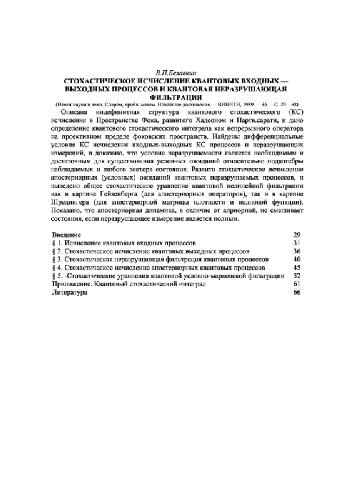 В.П.Белавкин
СТОХАСТИЧЕСКОЕ ИСЧИСЛЕНИЕ КВАНТОВЫХ ВХОДНЫХ —
ВЫХОДНЫХ ПРОЦЕССОВ И КВАНТОВАЯ НЕРАЗРУШАЮЩАЯ
ФИЛЬТРАЦИЯ
(Итоги науки и техн. Соврем. пробл. матем. Новейшие достижения. — ВИНИТИ, 1989. 36. С. 29 68)
Описана индефинитная структура квантового стохастического (КС)
исчисления в Пространстве Фока, развитого Хадсоном и Партасарати, и дано
определение квантового стохастического интеграла как непрерывного оператора
на проективном пределе фоковских пространств. Найдены дифференциальные
условия КС исчисления входных-выходных КС процессов и неразрушающих
измерений, и доказано, что условие неразрушаемости является необходимым и
достаточным для существования условных ожиданий относительно подалгебры
наблюдаемых и любого вектора состояния. Развито стохастическое исчисление
апостериорных (условных) ожиданий квантовых неразрушаемых процессов, и
выведено общее стохастическое уравнение квантовой нелинейной фильтрации
как в картине Гейзенберга (для апостериорных операторов), так и в картине
Шредингера (для апостериорной матрицы плотности и волновой функции).
Показано, что апостериорная динамика, в отличие от априорной, не смешивает
состояния, если неразрушающее измерение является полным.
Введение 29
§ 1. Исчисление квантовых входных процессов 31
§ 2. Стохастическое исчисление квантовых выходных процессов 36
§ 3. Стохастическая неразрушающая фильтрация квантовых процессов 40
§ 4. Стохастическое исчисление апостериорных квантовых процессов 45
§ 5. -Стохастические уравнения квантовой условно-марковской фильтрации 52
Приложение. Квантовый стохастический интеграл 61
Литература 66